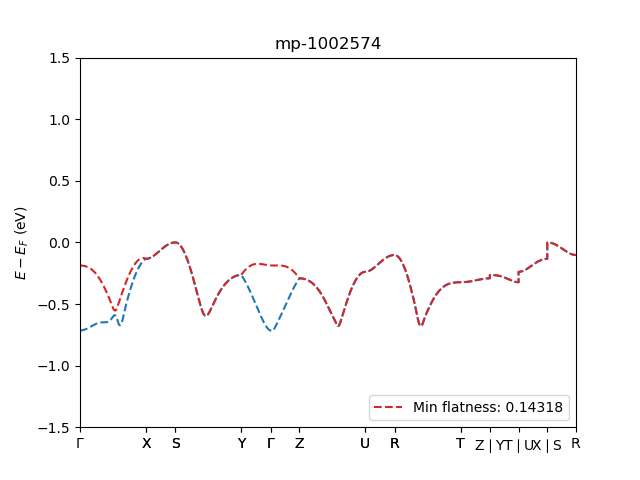 mp-1002574
E − E_F (eV)
1.5
1.0
0.5
0.0
−0.5
−1.0
−1.5
Min flatness: 0.14318
Γ X S Y Γ Z U R T Z | YT | UX | S R